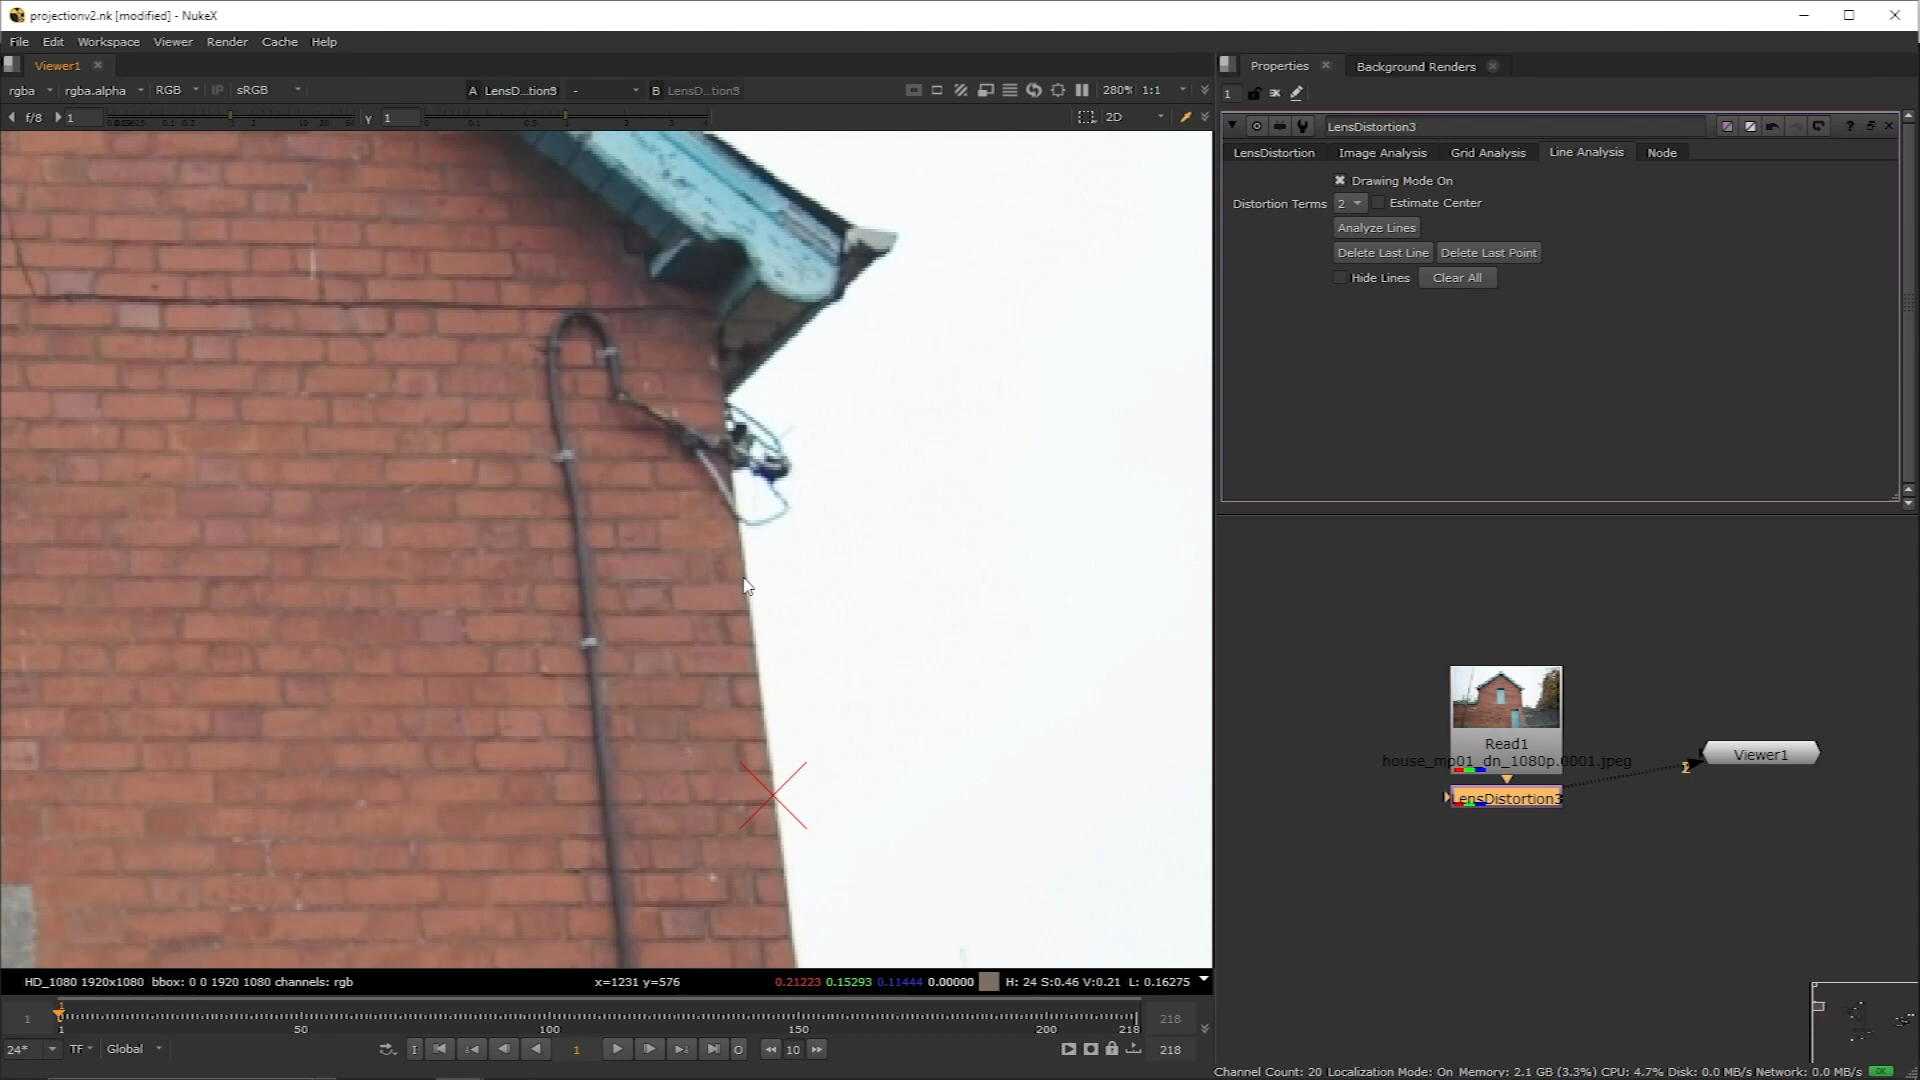 projectionv2.nk [modified] - NukeX
File Edit Workspace Viewer Render Cache Help
Viewer1
rgba rgba.alpha RGB IP sRGB A LensD...tion3 - B LensD...tion3 280% 1:1
f/8 1 y 1 2D
Properties Background Renders
1
LensDistortion3
LensDistortion Image Analysis Grid Analysis Line Analysis Node
Drawing Mode On
Distortion Terms 2 Estimate Center
Analyze Lines
Delete Last Line Delete Last Point
Hide Lines Clear All
Read1
house_mp01_dn_1080p.0001.jpeg
LensDistortion3
Viewer1
HD_1080 1920x1080 bbox: 0 0 1920 1080 channels: rgb x=1231 y=576 0.21223 0.15293 0.11444 0.00000 H: 24 S:0.46 V:0.21 L: 0.16275
1 1 218
1 50 100 150 200 218
24* TF Global I 1 O 10 218
Channel Count: 20 Localization Mode: On Memory: 2.1 GB (3.3%) CPU: 4.7% Disk: 0.0 MB/s Network: 0.0 MB/s OK